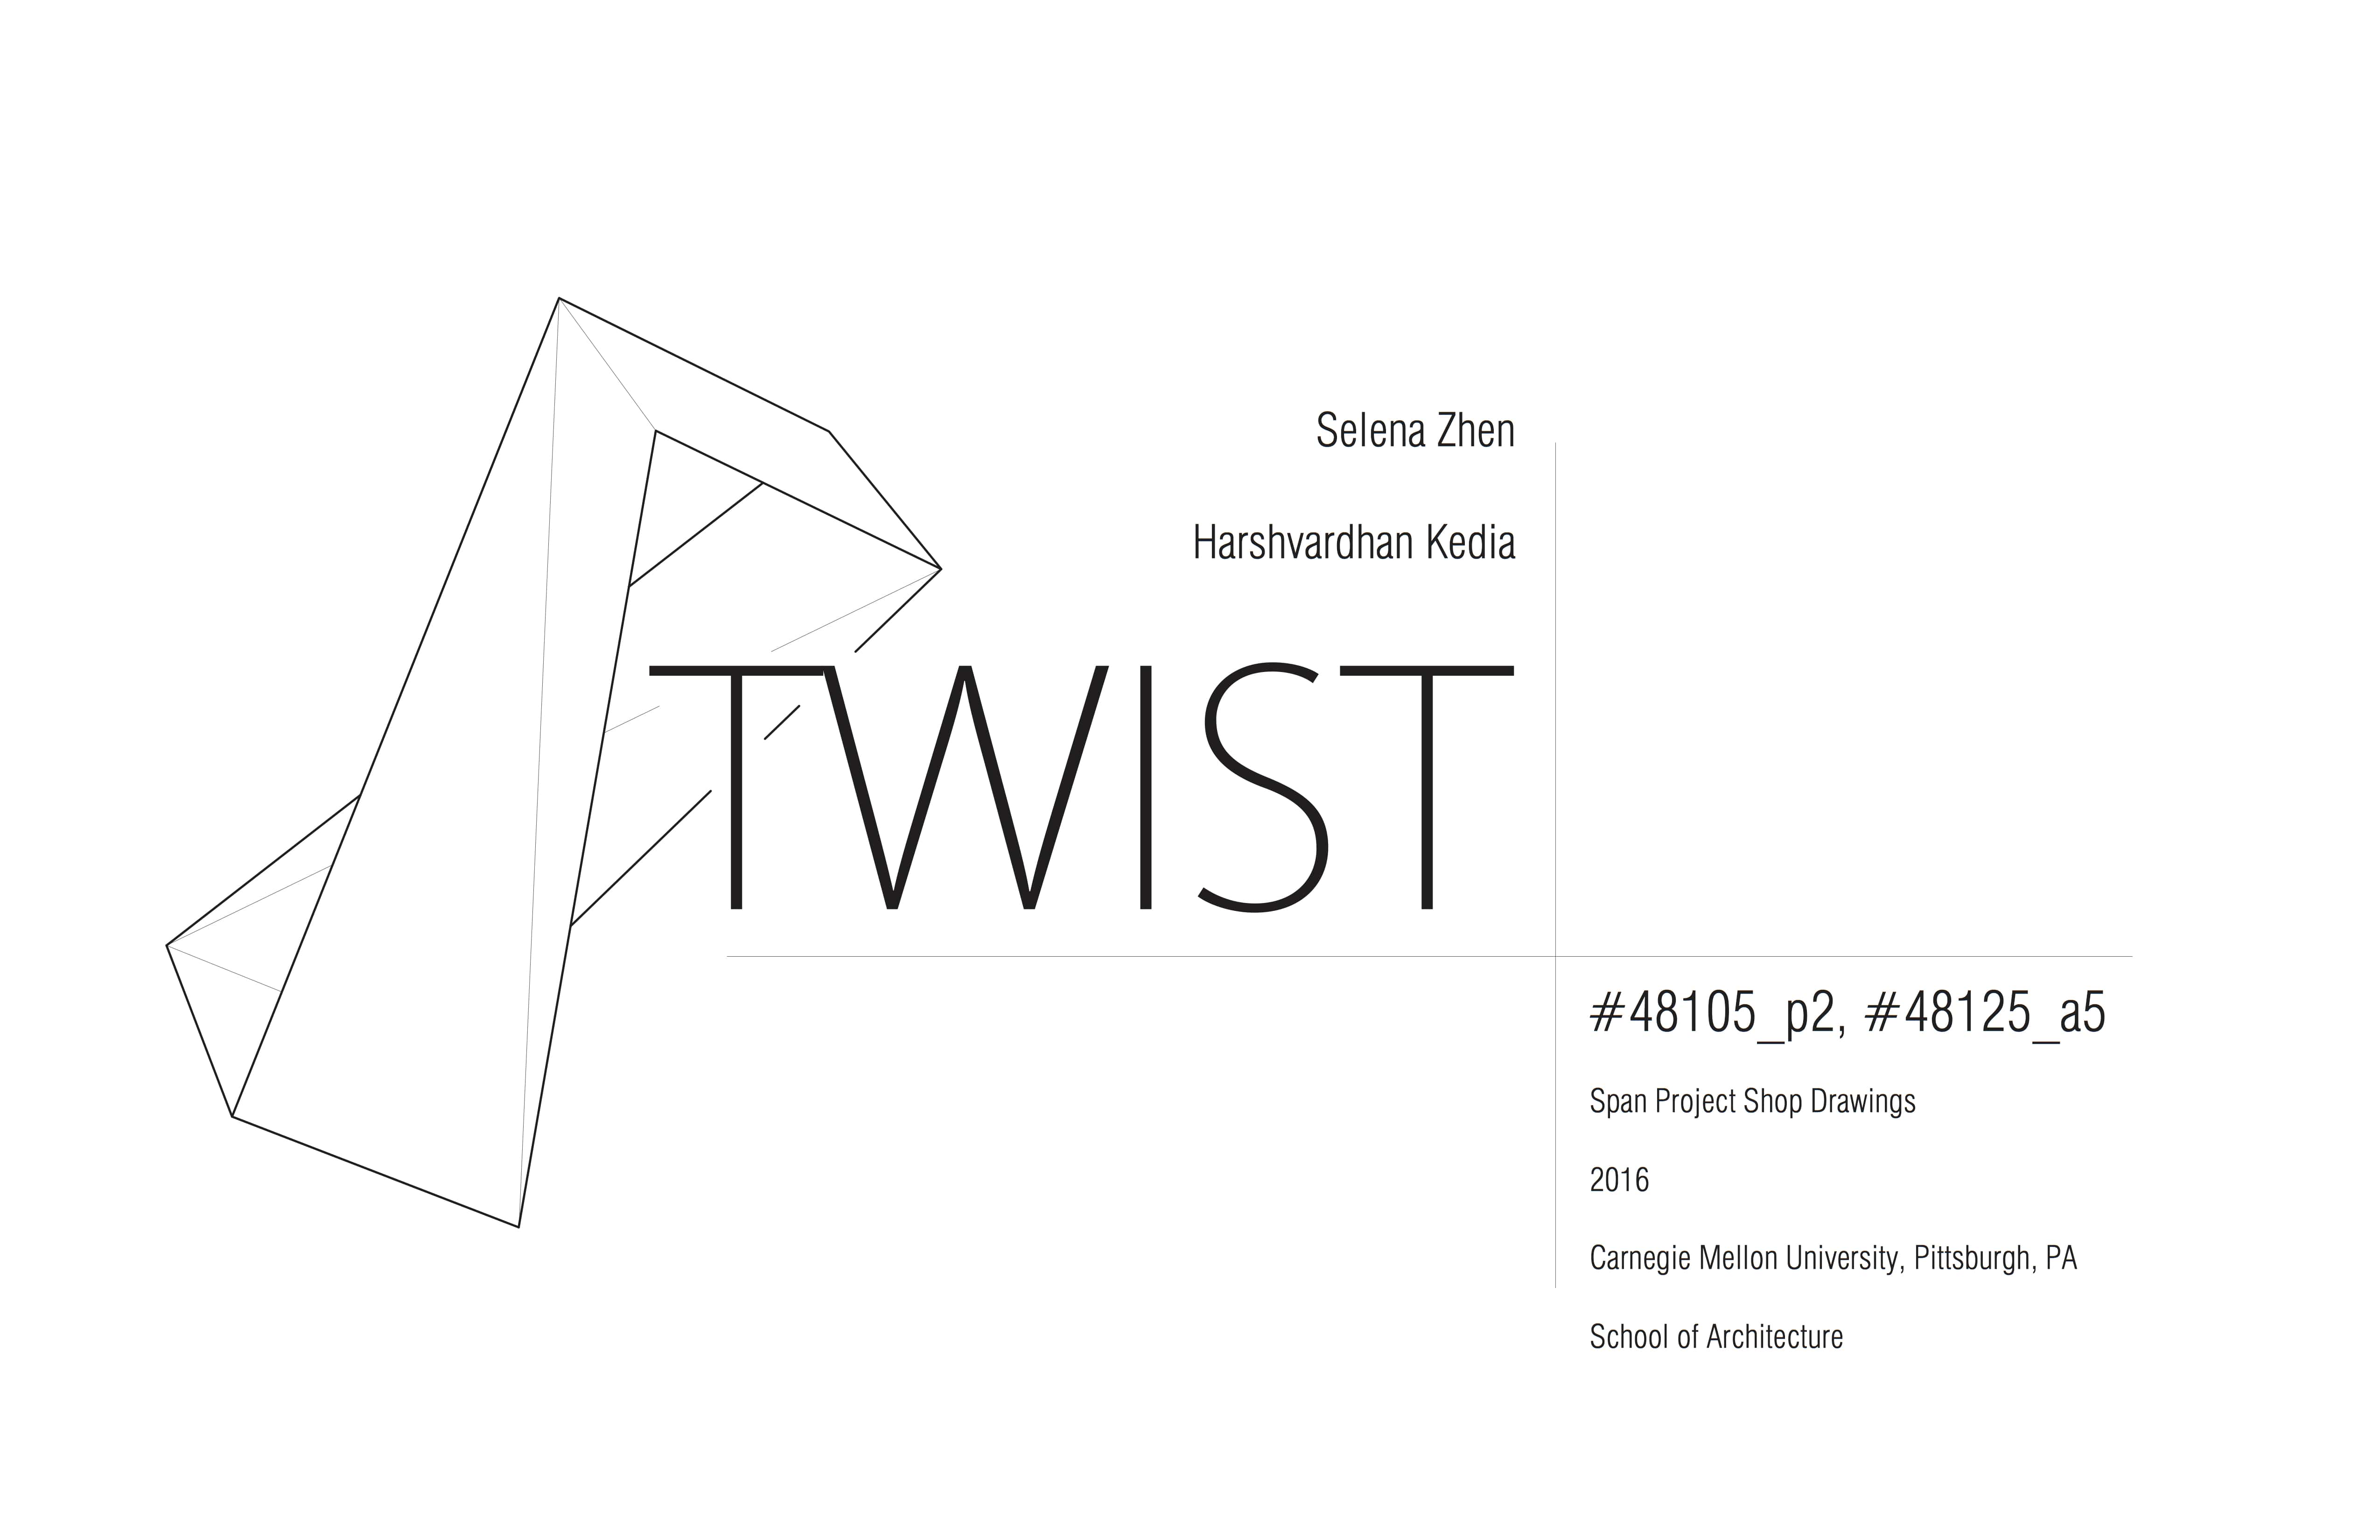 Selena Zhen
Harshvardhan Kedia
TWIST
#48105_p2, #48125_a5
Span Project Shop Drawings
2016
Carnegie Mellon University, Pittsburgh, PA
School of Architecture